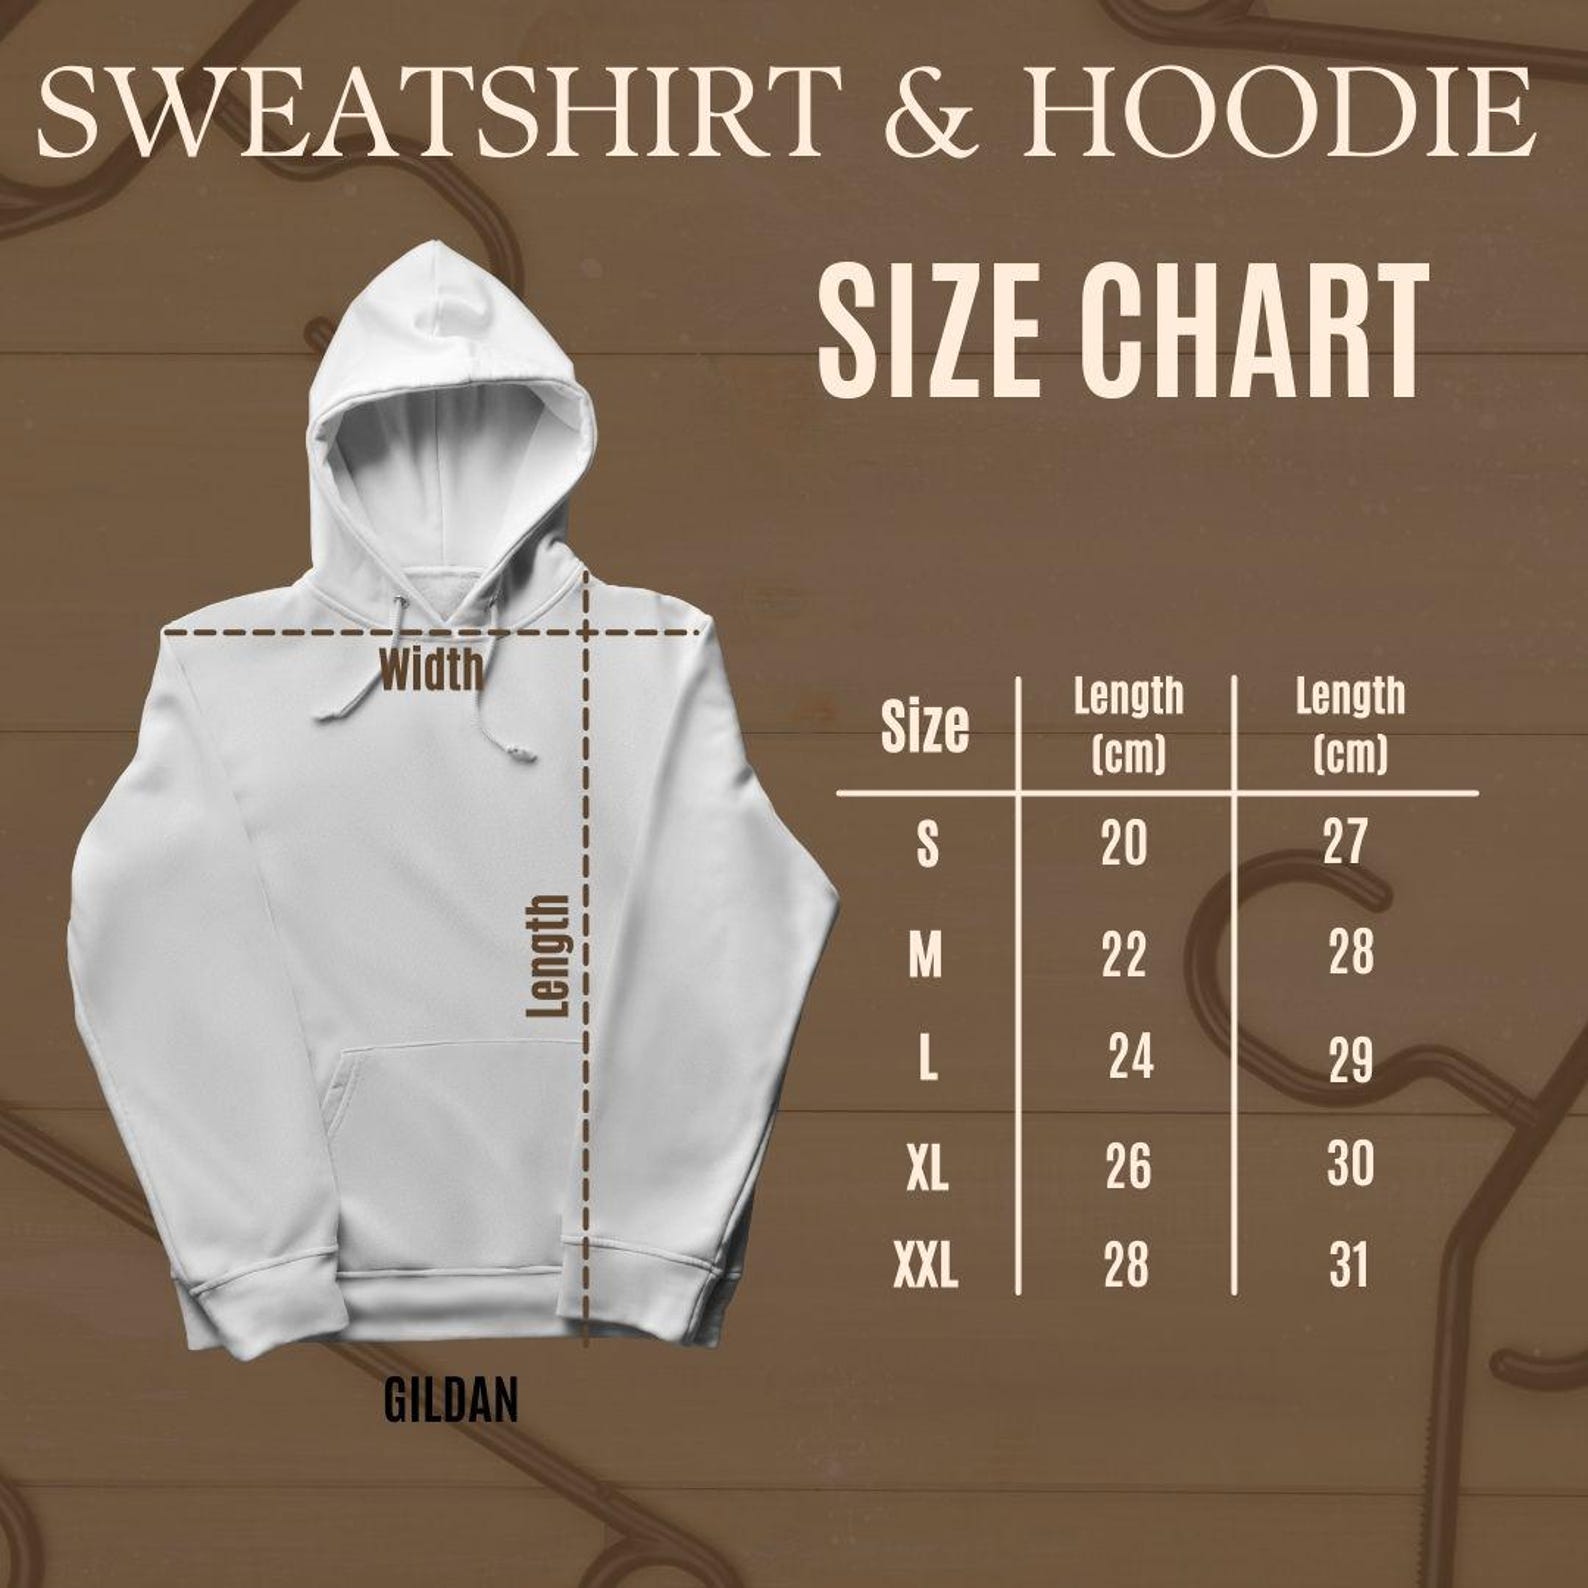 SWEATSHIRT & HOODIE
SIZE CHART
Width
Length
Size Length (cm) Length (cm)
S 20 27
M 22 28
L 24 29
XL 26 30
XXL 28 31
GILDAN